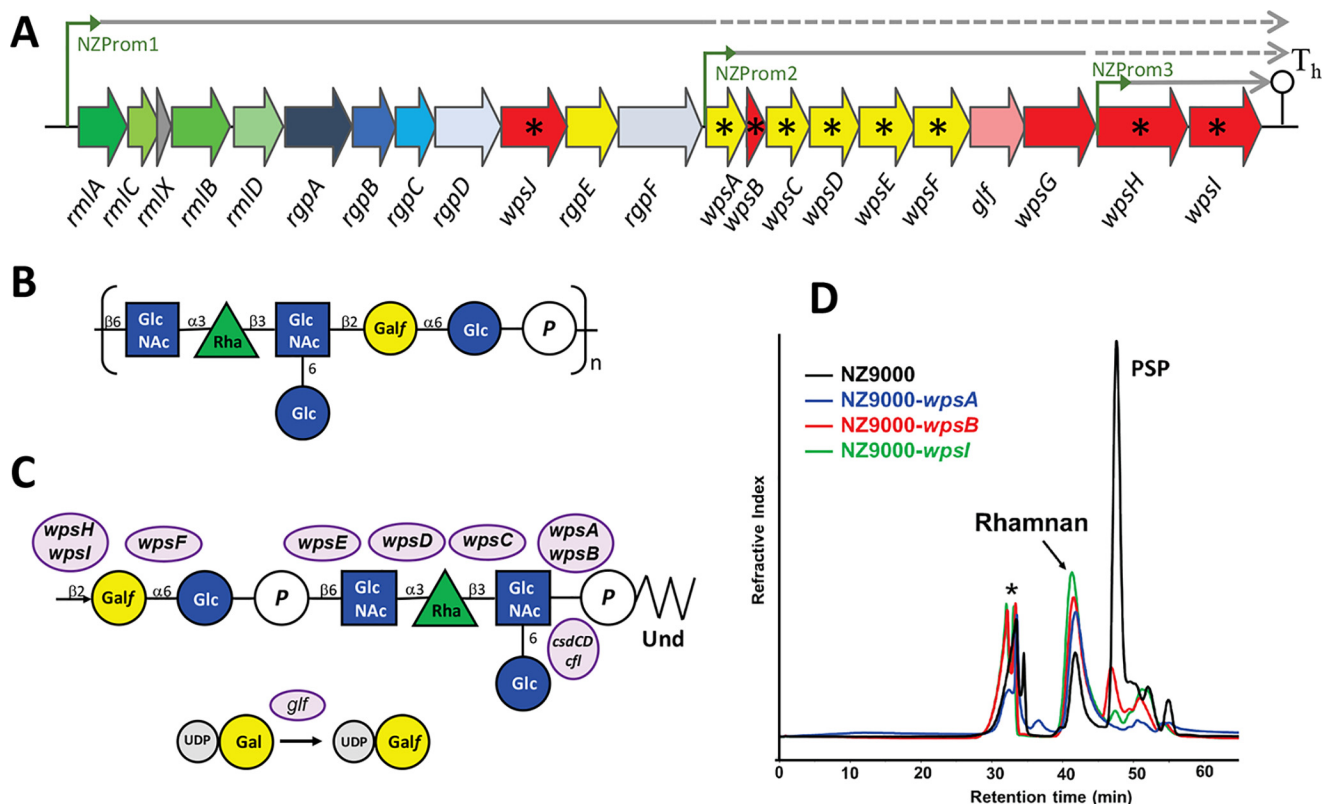 A
NZProm1
NZProm2
NZProm3
Th
* * * * * * * * *
rmlA rmlC rmlX rmlB rmlD rgpA rgpB rgpC rgpD wpsJ rgpE rgpF wpsA wpsB wpsC wpsD wpsE wpsF glf wpsG wpsH wpsI
B
β6 Glc NAc α3 Rha β3 Glc NAc β2 Galf α6 Glc P n
6
Glc
C
wpsH wpsI wpsF wpsE wpsD wpsC wpsA wpsB
β2 Galf α6 Glc P β6 Glc NAc α3 Rha β3 Glc NAc P
Und
6
csdCD
cfl
Glc
glf
UDP Gal UDP Galf
D
NZ9000
NZ9000-wpsA
NZ9000-wpsB
NZ9000-wpsI
PSP
Rhamnan
*
Refractive Index
0 10 20 30 40 50 60
Retention time (min)